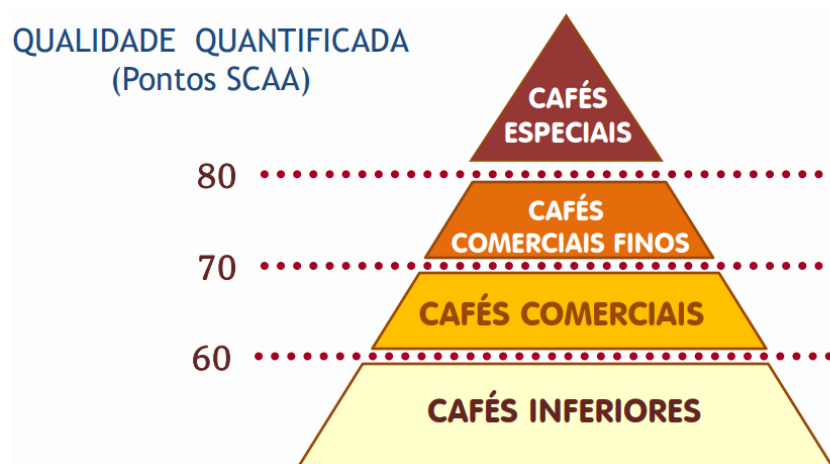 QUALIDADE QUANTIFICADA
(Pontos SCAA)
CAFÉS
ESPECIAIS
80
CAFÉS
COMERCIAIS FINOS
70
CAFÉS COMERCIAIS
60
CAFÉS INFERIORES